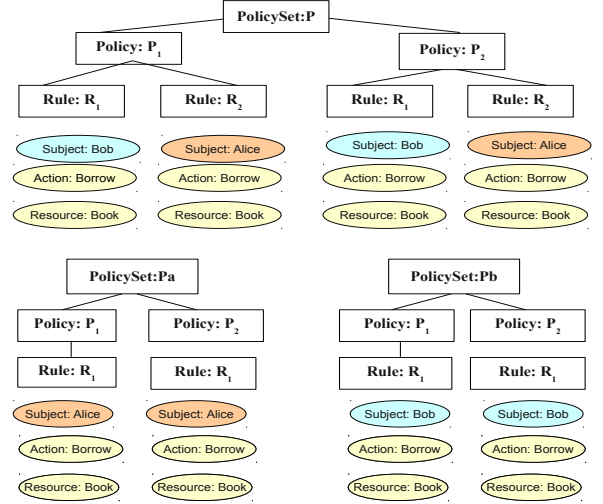 PolicySet:P
Policy: P1
Policy: P2
Rule: R1
Rule: R2
Rule: R1
Rule: R2
Subject: Bob
Subject: Alice
Subject: Bob
Subject: Alice
Action: Borrow
Action: Borrow
Action: Borrow
Action: Borrow
Resource: Book
Resource: Book
Resource: Book
Resource: Book
PolicySet:Pa
PolicySet:Pb
Policy: P1
Policy: P2
Policy: P1
Policy: P2
Rule: R1
Rule: R1
Rule: R1
Rule: R1
Subject: Alice
Subject: Alice
Subject: Bob
Subject: Bob
Action: Borrow
Action: Borrow
Action: Borrow
Action: Borrow
Resource: Book
Resource: Book
Resource: Book
Resource: Book